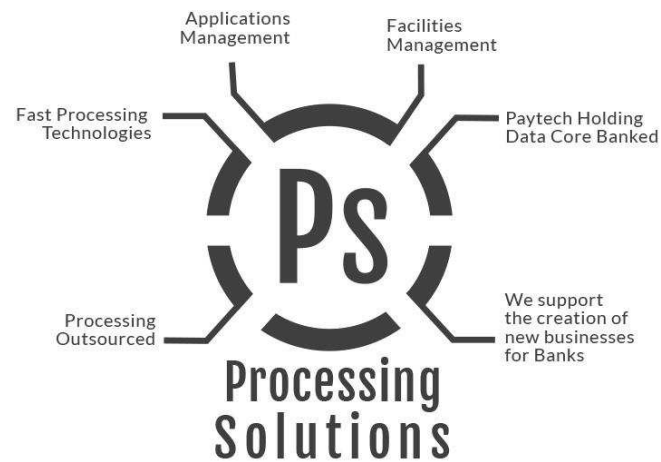 Applications
Management
Facilities
Management
Fast Processing
Technologies
Paytech Holding
Data Core Banked
Ps
Processing
Outsourced
We support
the creation of
new businesses
for Banks
Processing
Solutions